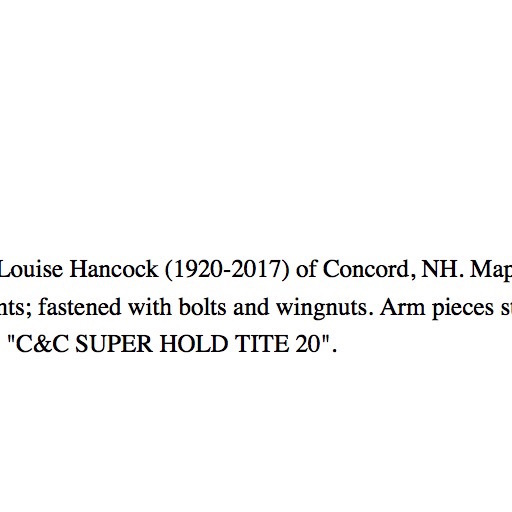 Louise Hancock (1920-2017) of Concord, NH. Map
nts; fastened with bolts and wingnuts. Arm pieces s
"C&C SUPER HOLD TITE 20".